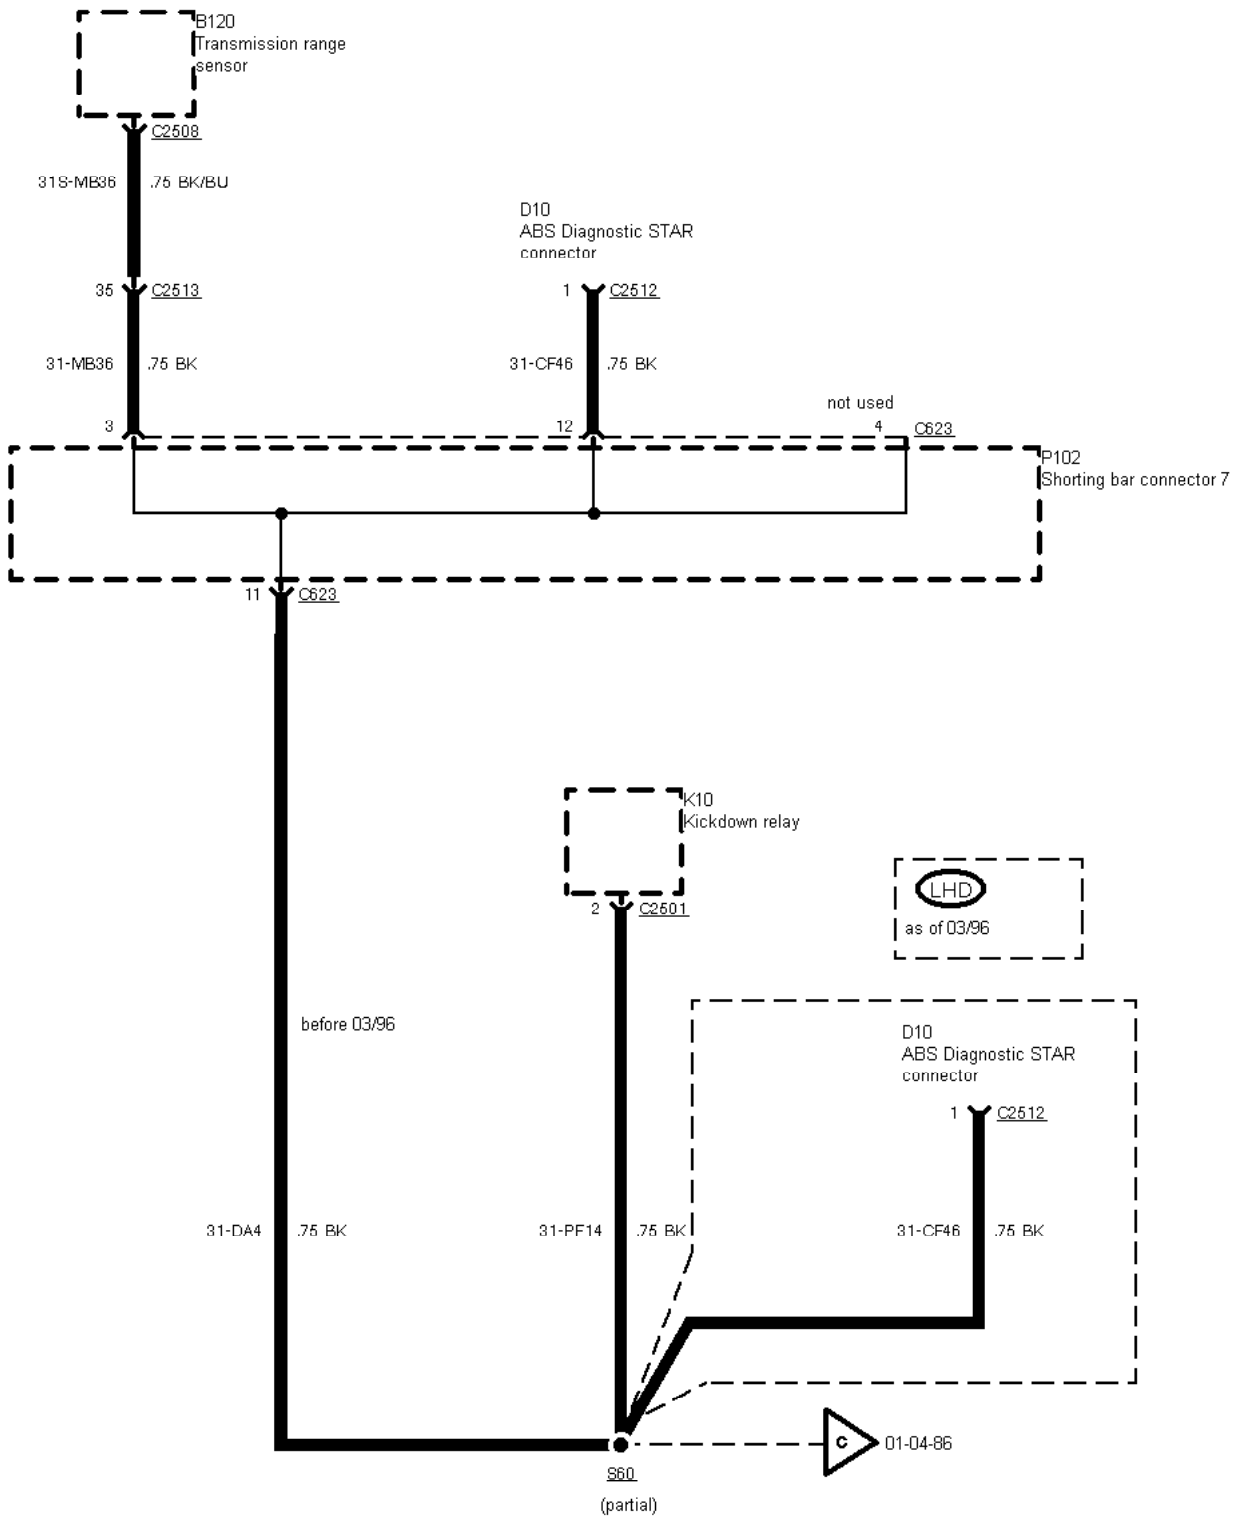 B120
Transmission range
sensor
C2508
31S-MB36 .75 BK/BU
D10
ABS Diagnostic STAR
connector
35 C2513
1 C2512
31-MB36 .75 BK
31-CF46 .75 BK
not used
3
12
4 C623
P102
Shorting bar connector 7
11 C623
K10
Kickdown relay
LHD
as of 03/96
2 C2501
before 03/96
D10
ABS Diagnostic STAR
connector
1 C2512
31-DA4 .75 BK
31-PF14 .75 BK
31-CF46 .75 BK
C 01-04-86
S60
(partial)